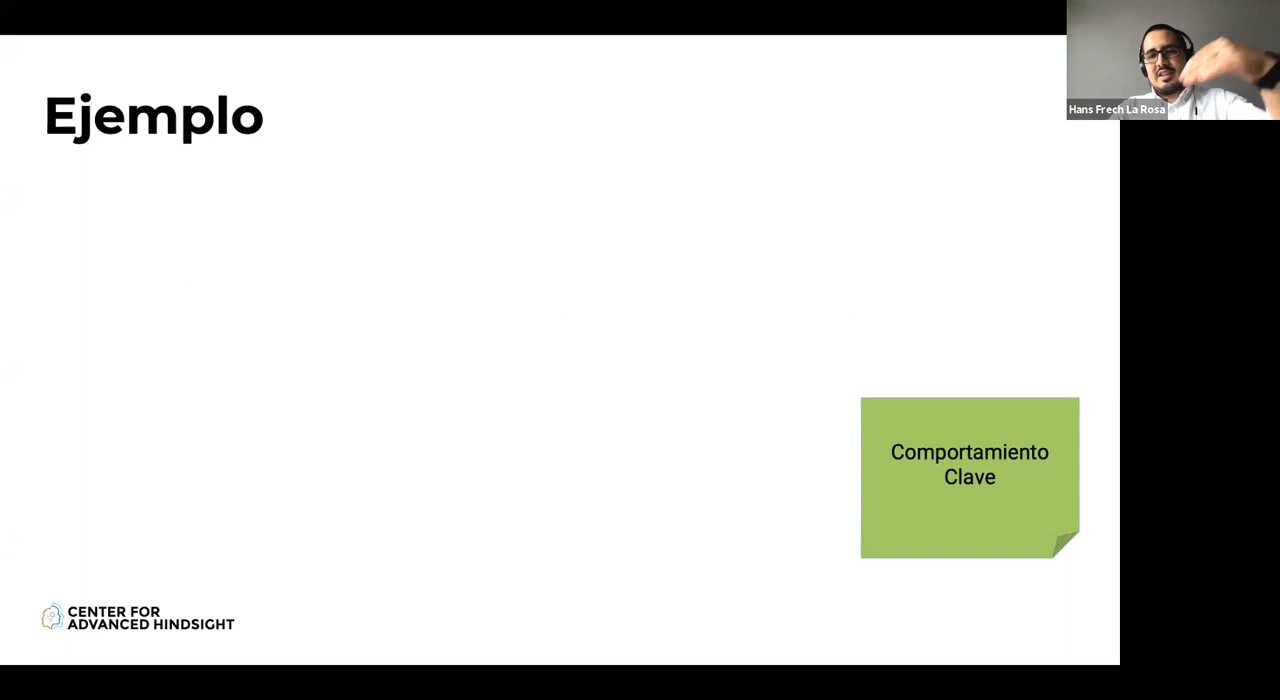 Ejemplo
Hans Frech La Rosa
Comportamiento
Clave
CENTER FOR
ADVANCED HINDSIGHT